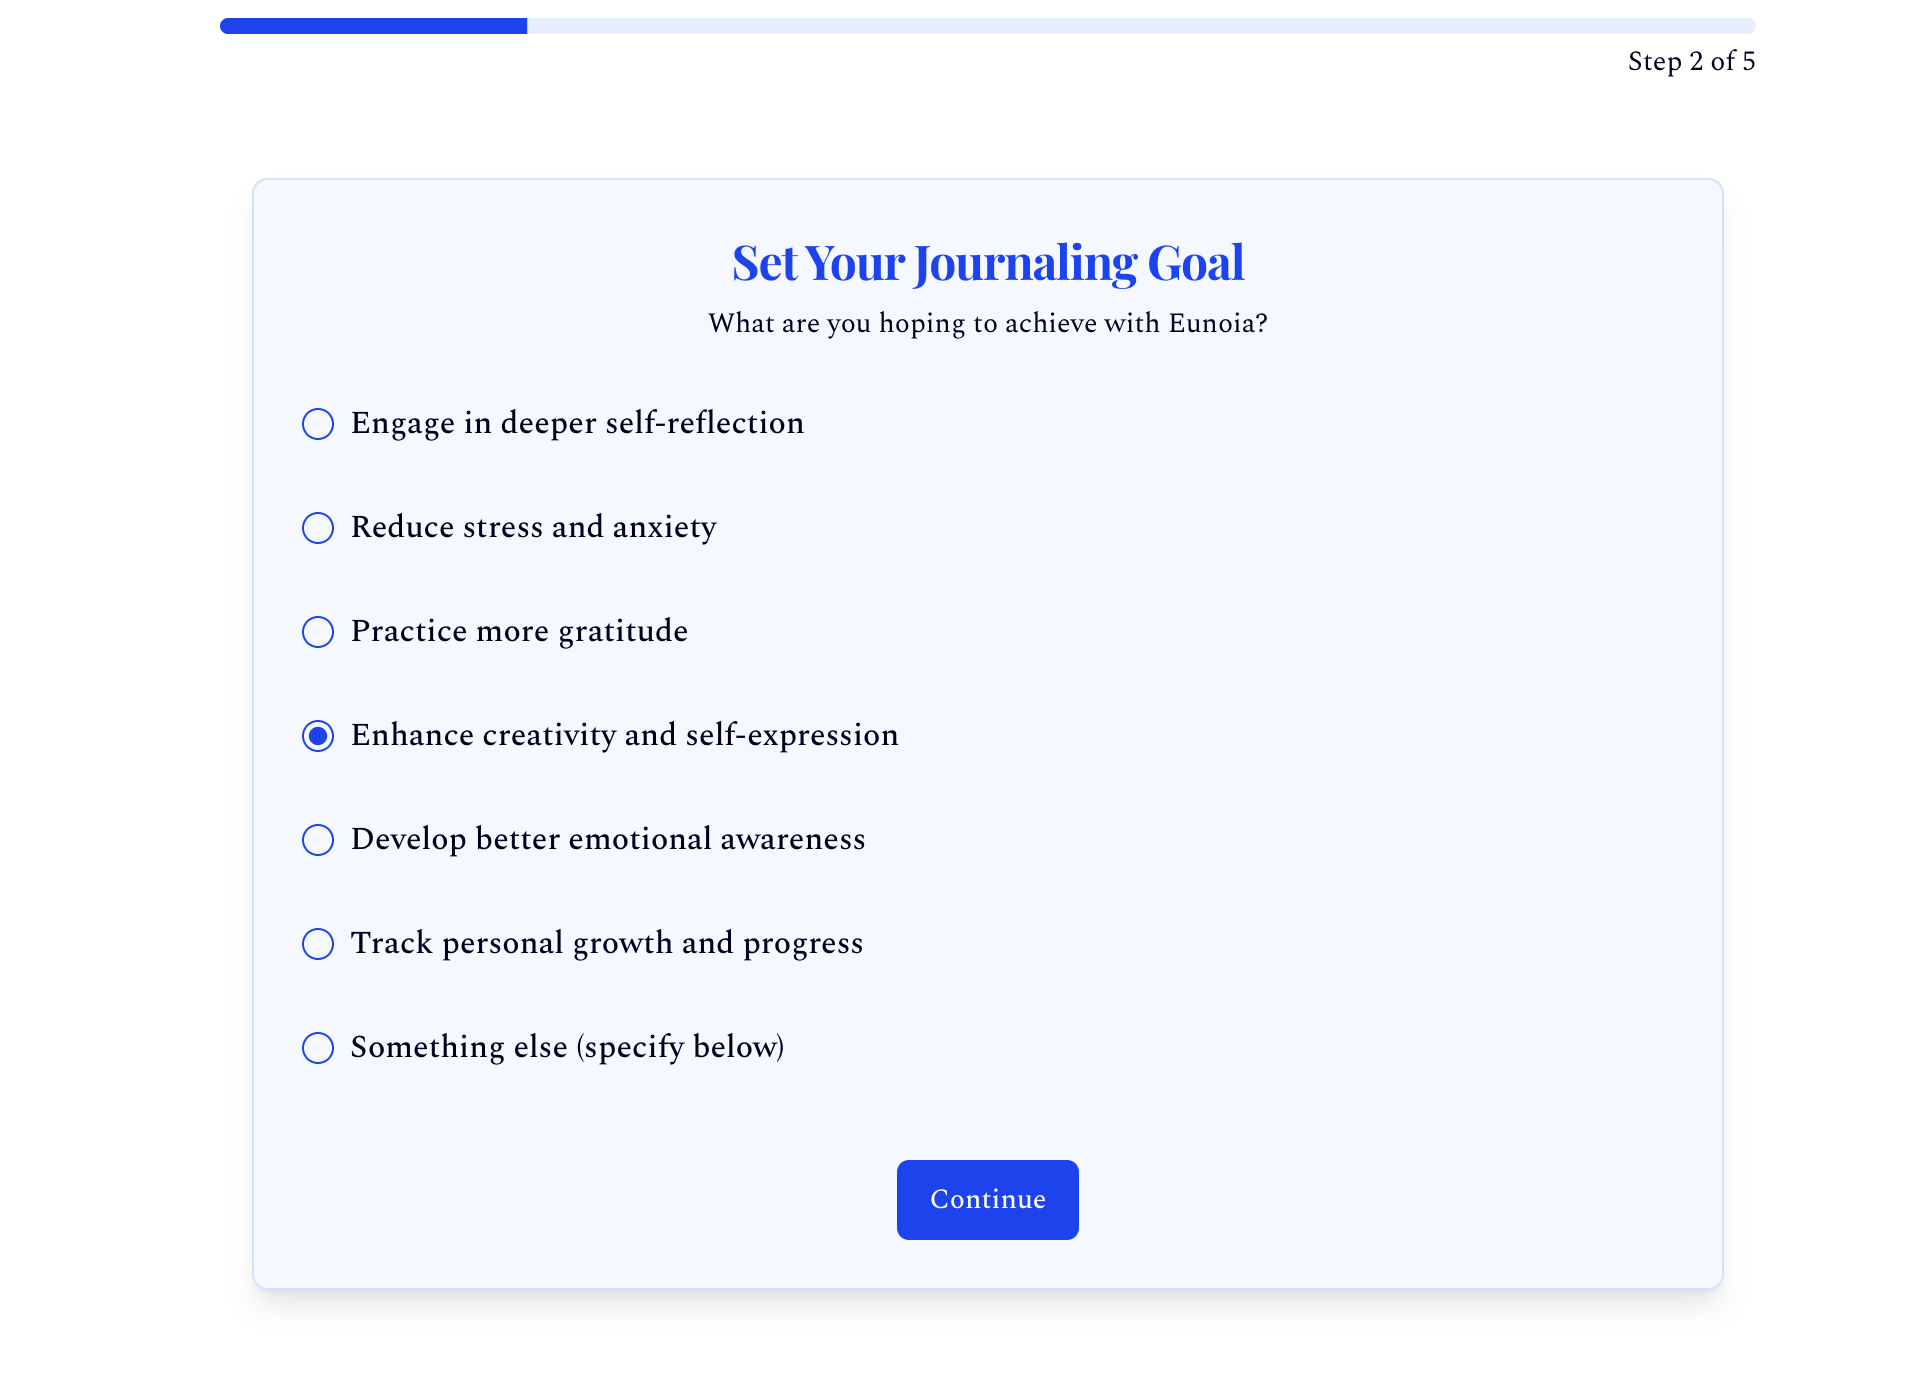 Step 2 of 5
Set Your Journaling Goal
What are you hoping to achieve with Eunoia?
Engage in deeper self-reflection
Reduce stress and anxiety
Practice more gratitude
Enhance creativity and self-expression
Develop better emotional awareness
Track personal growth and progress
Something else (specify below)
Continue